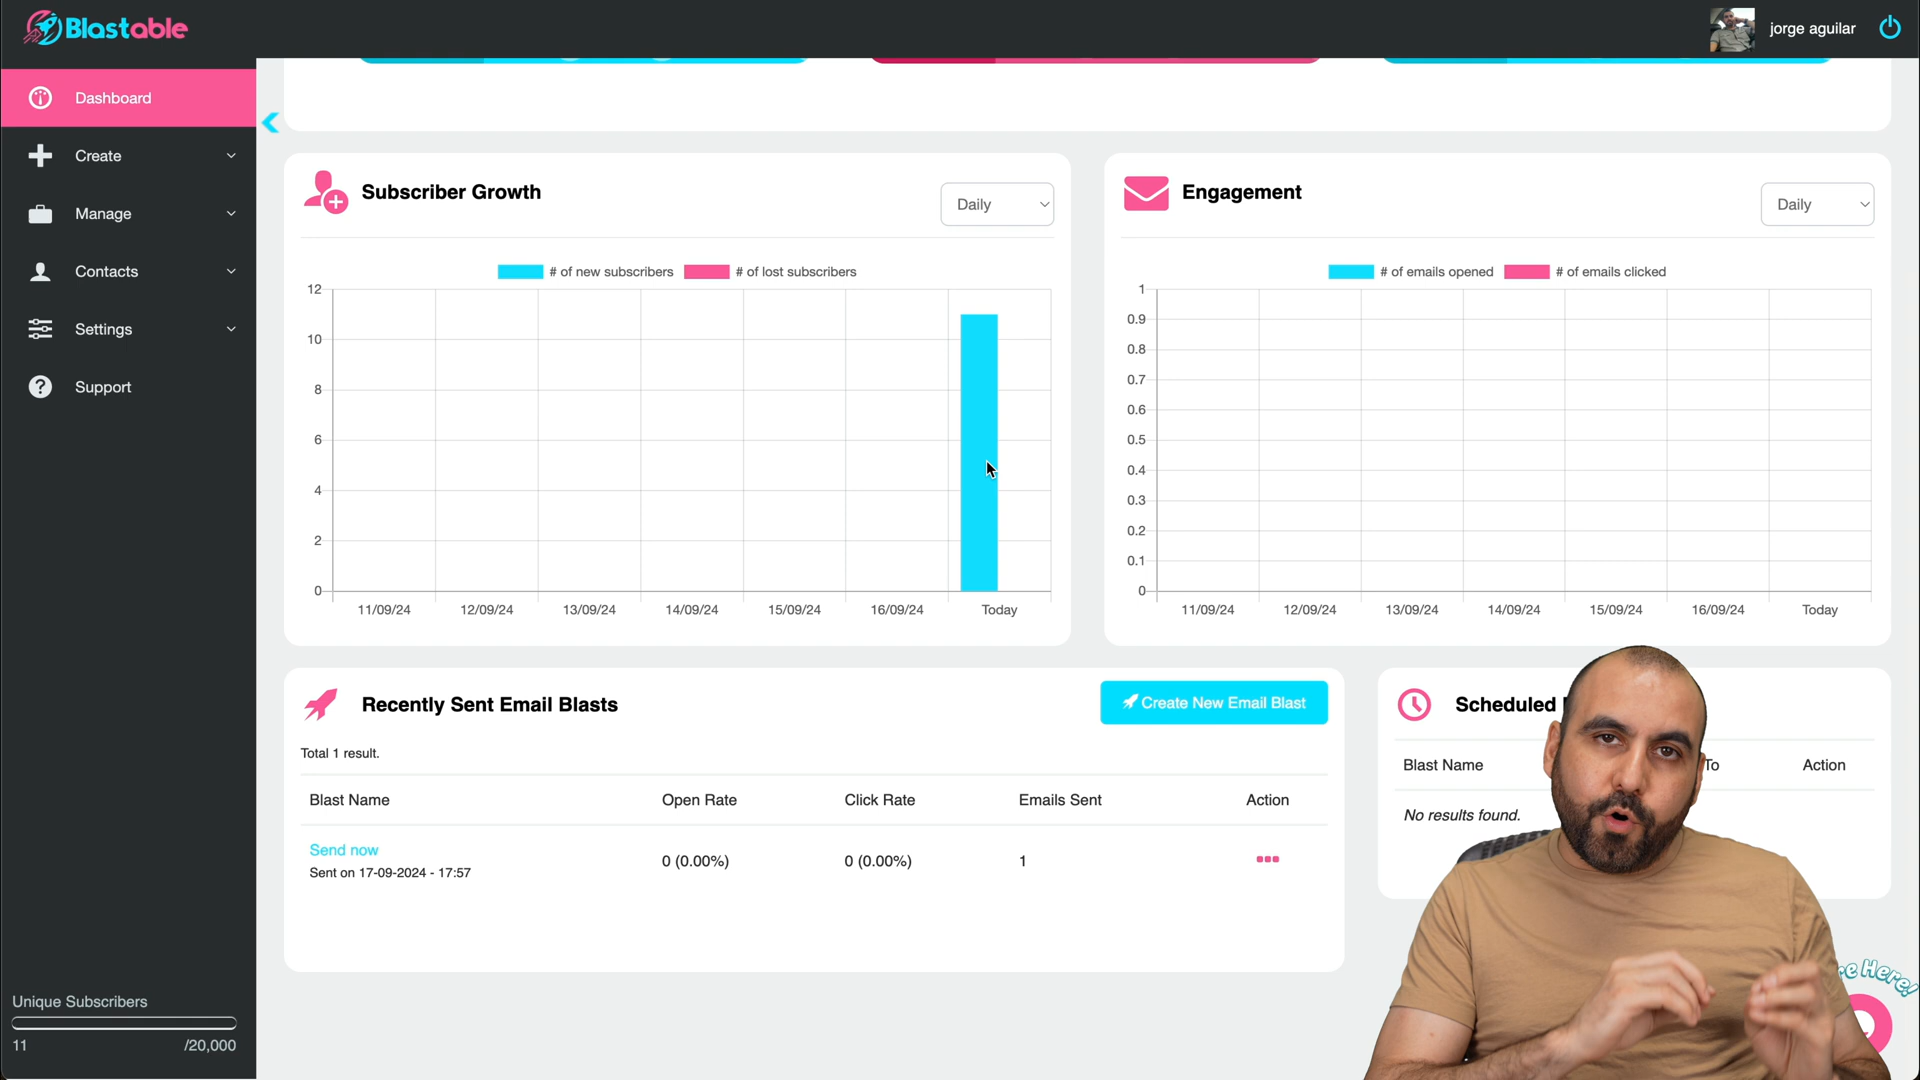 Blastable
jorge aguilar
Dashboard
Create
Manage
Contacts
Settings
Support
Subscriber Growth
Daily
# of new subscribers
# of lost subscribers
12
10
8
6
4
2
0
11/09/24
12/09/24
13/09/24
14/09/24
15/09/24
16/09/24
Today
Engagement
Daily
# of emails opened
# of emails clicked
1
0.9
0.8
0.7
0.6
0.5
0.4
0.3
0.2
0.1
0
11/09/24
12/09/24
13/09/24
14/09/24
15/09/24
16/09/24
Today
Recently Sent Email Blasts
Create New Email Blast
Total 1 result.
Blast Name Open Rate Click Rate Emails Sent Action
Send now
Sent on 17-09-2024 - 17:57
0 (0.00%) 0 (0.00%) 1
Scheduled
Blast Name To Action
No results found.
Here!
Unique Subscribers
11 /20,000